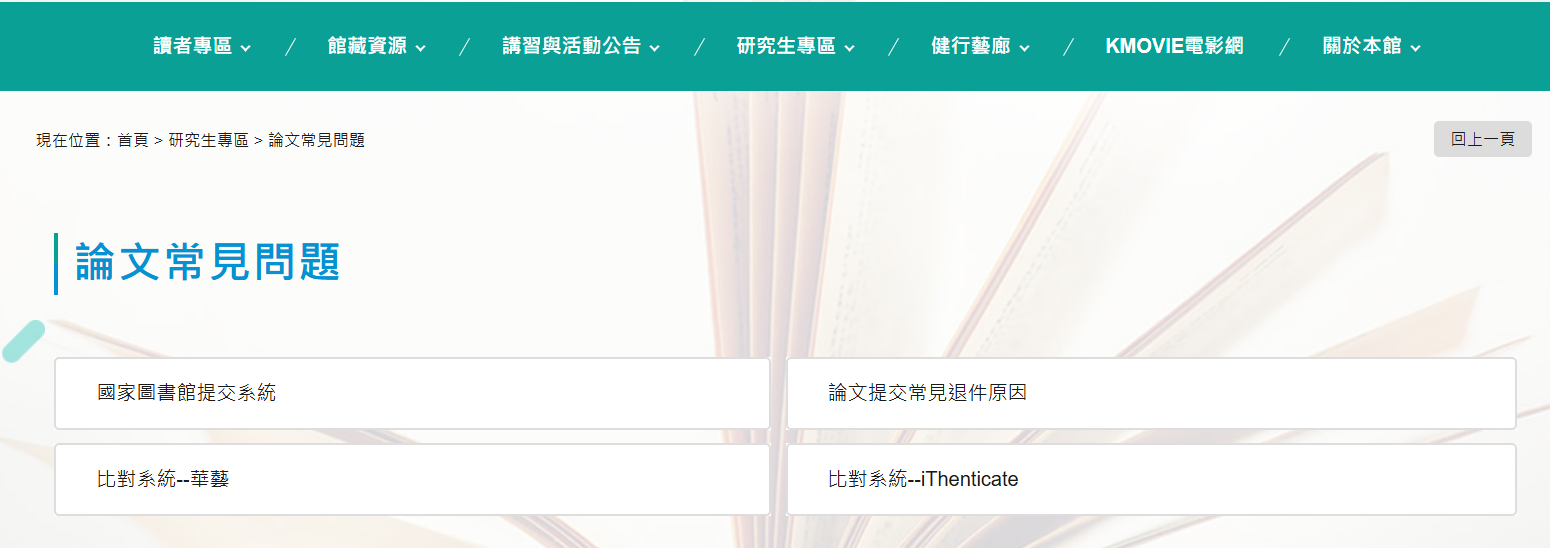 讀者專區 / 館藏資源 / 講習與活動公告 / 研究生專區 / 健行藝廊 / KMOVIE電影網 / 關於本館
現在位置：首頁 > 研究生專區 > 論文常見問題
回上一頁
論文常見問題
國家圖書館提交系統
論文提交常見退件原因
比對系統--華藝
比對系統--iThenticate